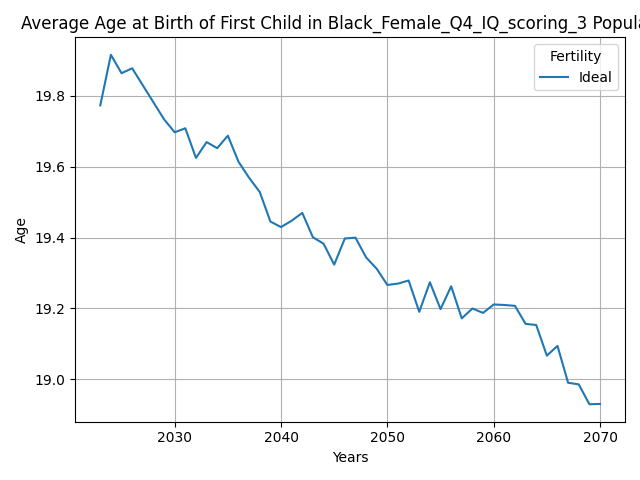 Average Age at Birth of First Child in Black_Female_Q4_IQ_scoring_3 Popula
Fertility
Ideal
19.8
19.6
19.4
19.2
19.0
Age
2030 2040 2050 2060 2070
Years